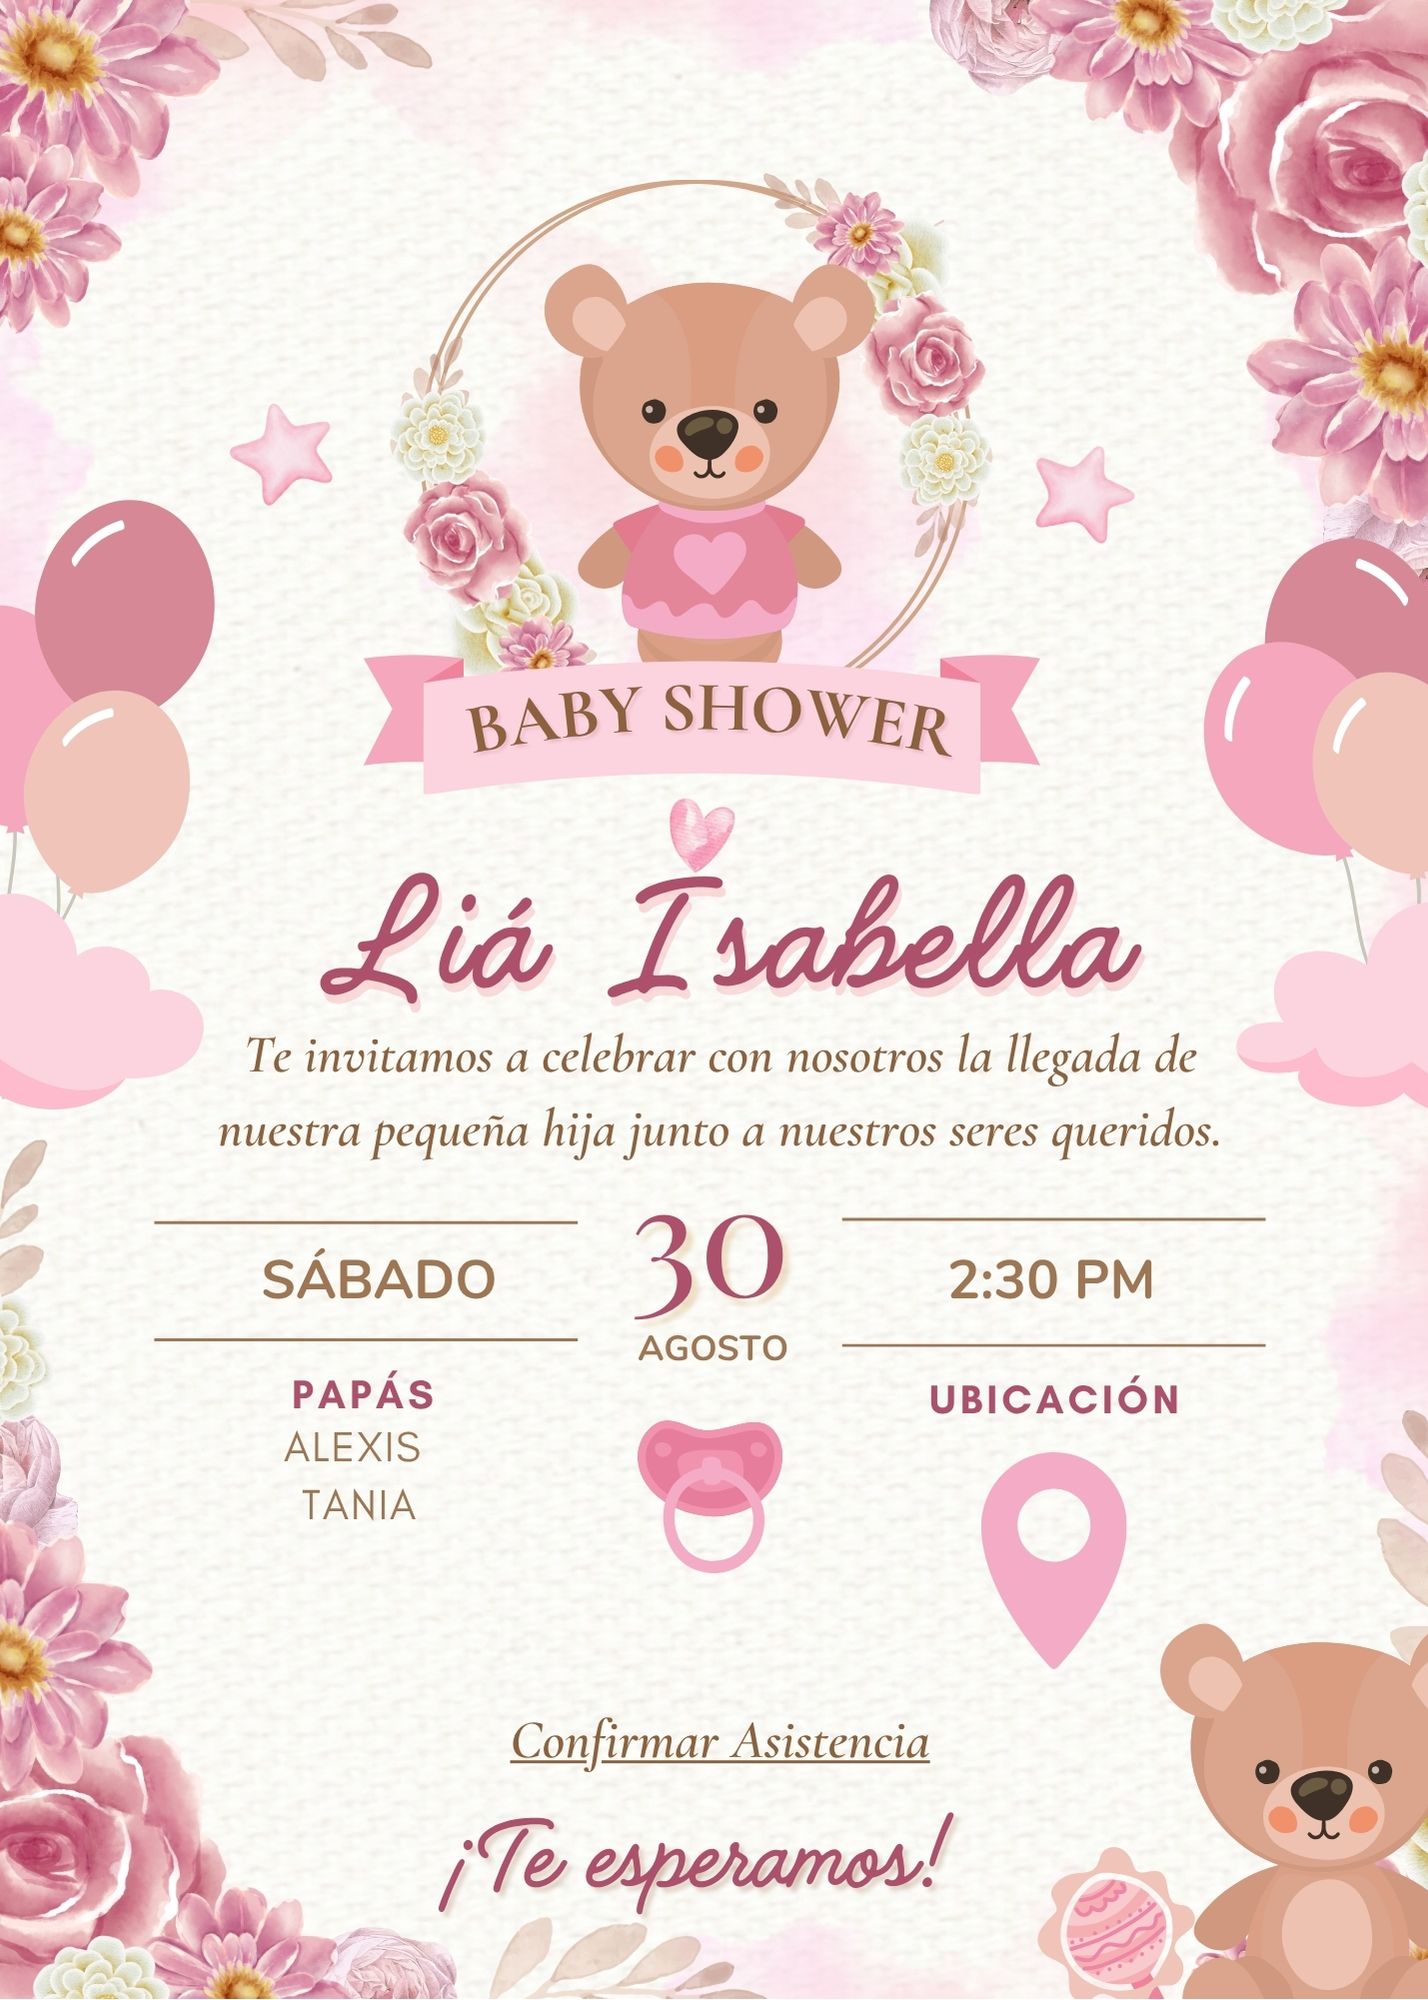 BABY SHOWER
Liá Isabella
Te invitamos a celebrar con nosotros la llegada de
nuestra pequeña hija junto a nuestros seres queridos.
SÁBADO
30
AGOSTO
2:30 PM
PAPÁS
ALEXIS
TANIA
UBICACIÓN
Confirmar Asistencia
¡Te esperamos!